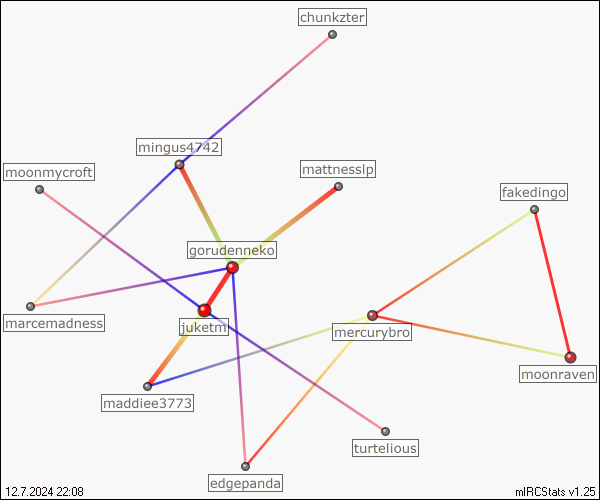 chunkzter
mingus4742
moonmycroft
mattnesslp
fakedingo
gorudenneko
marcemadness
juketm
mercurybro
moonraven
maddiee3773
turtelious
edgepanda
12.7.2024 22:08
mIRCStats v1.25